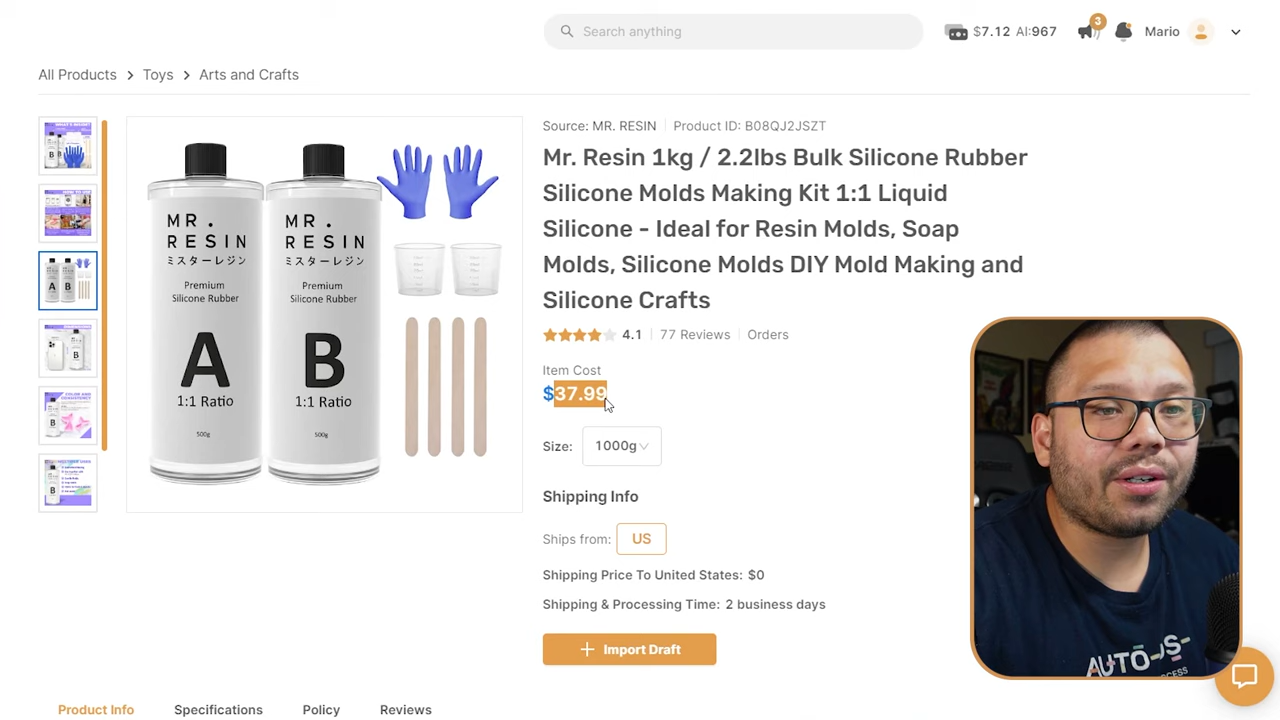 Search anything
$7.12 AI:967
3
Mario
All Products > Toys > Arts and Crafts
Source: MR. RESIN
Product ID: B08QJ2JSZT
Mr. Resin 1kg / 2.2lbs Bulk Silicone Rubber
Silicone Molds Making Kit 1:1 Liquid
Silicone - Ideal for Resin Molds, Soap
Molds, Silicone Molds DIY Mold Making and
Silicone Crafts
4.1
77 Reviews
Orders
Item Cost
$37.99
Size:
1000g
Shipping Info
Ships from:
US
Shipping Price To United States: $0
Shipping & Processing Time: 2 business days
+ Import Draft
MR.
RESIN
ミスターレジン
Premium
Silicone Rubber
A
1:1 Ratio
500g
MR.
RESIN
ミスターレジン
Premium
Silicone Rubber
B
1:1 Ratio
500g
Product Info
Specifications
Policy
Reviews